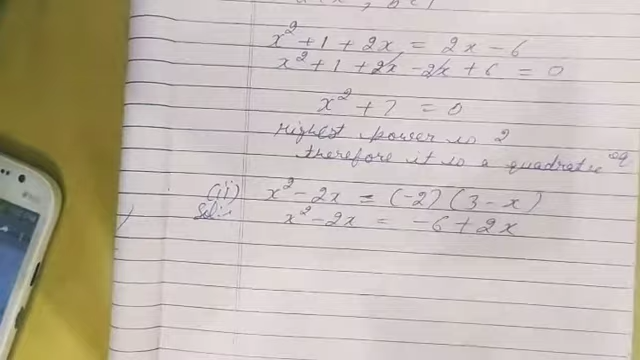 x² + 1 + 2x = 2x - 6
x² + 1 + 2x - 2x + 6 = 0
x² + 7 = 0
Highest power is 2
therefore it is a quadratic eq
(ii) x² - 2x = (-2) (3 - x)
Sol:- x² - 2x = -6 + 2x